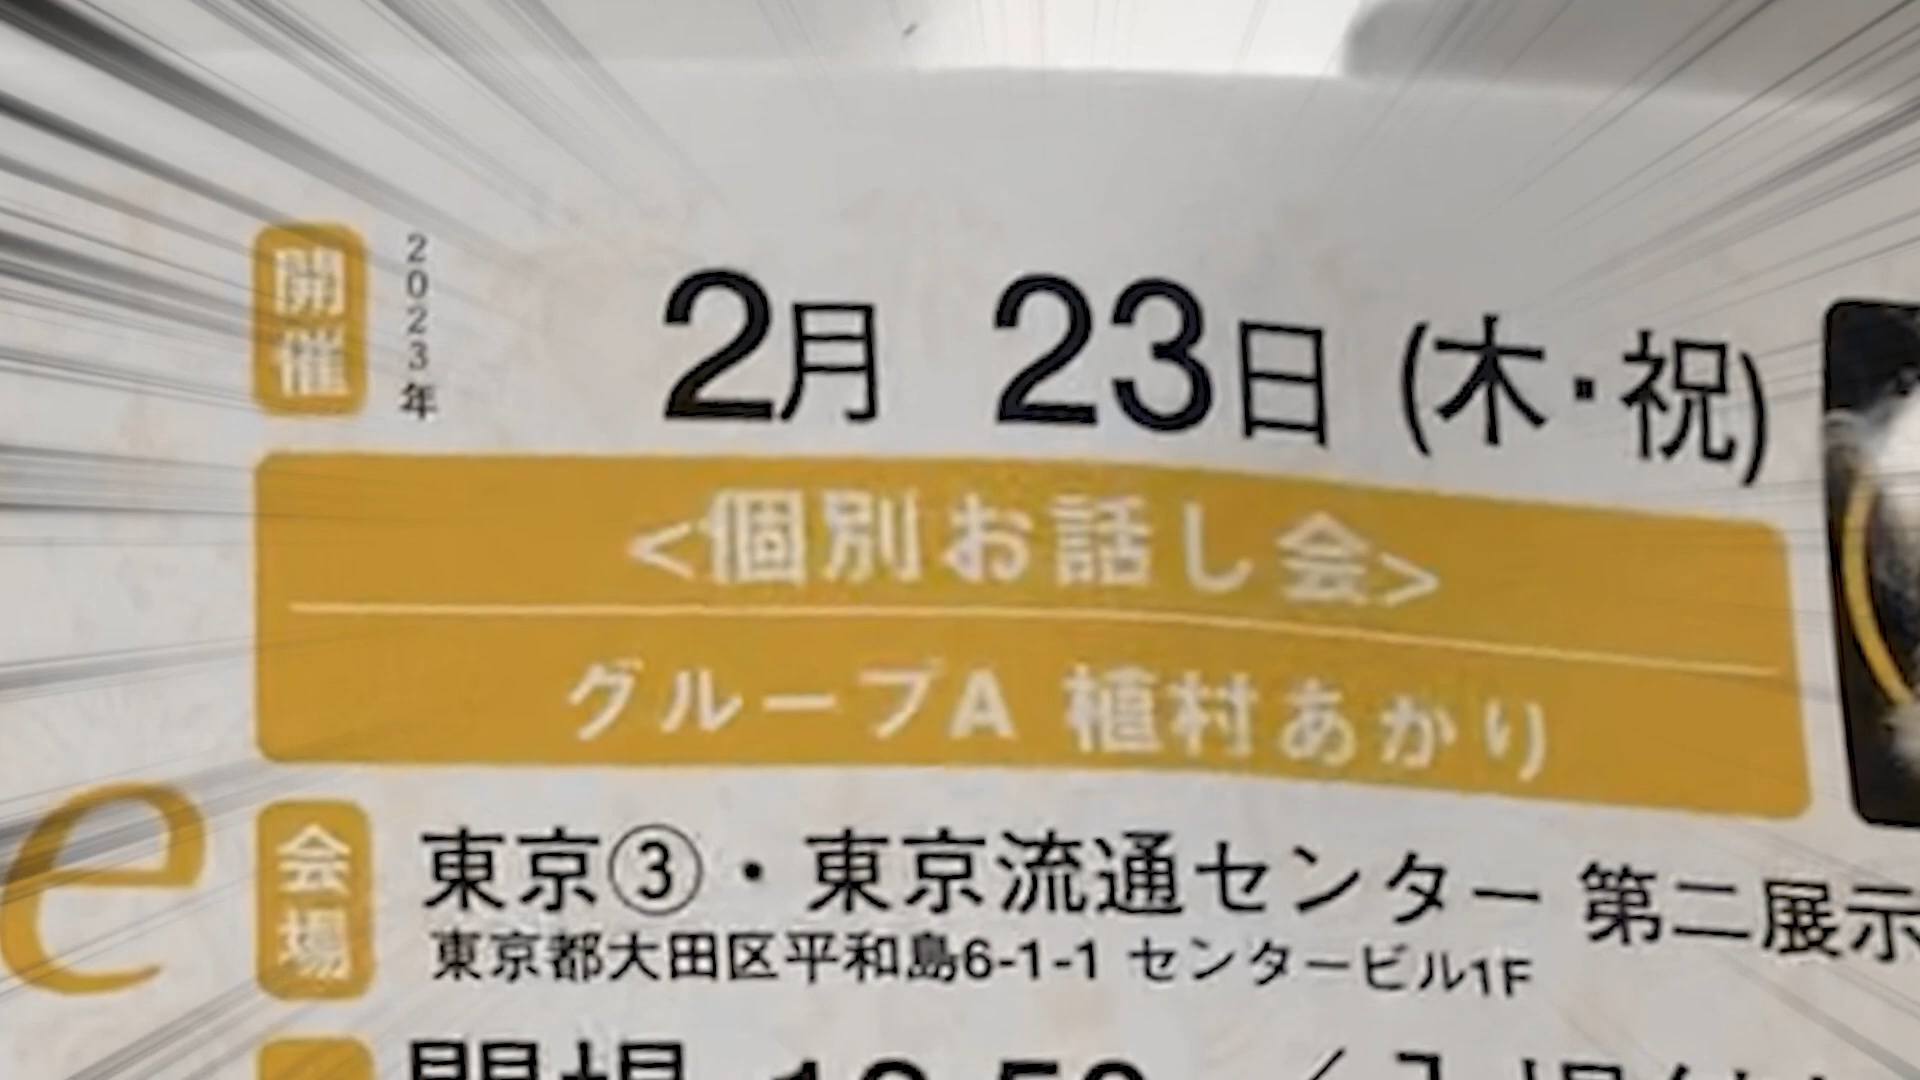 開催 2023年 2月 23日 (木・祝)
<個別お話し会>
グループA 植村あかり
e
会場 東京③・東京流通センター 第二展示
東京都大田区平和島6-1-1 センタービル1F